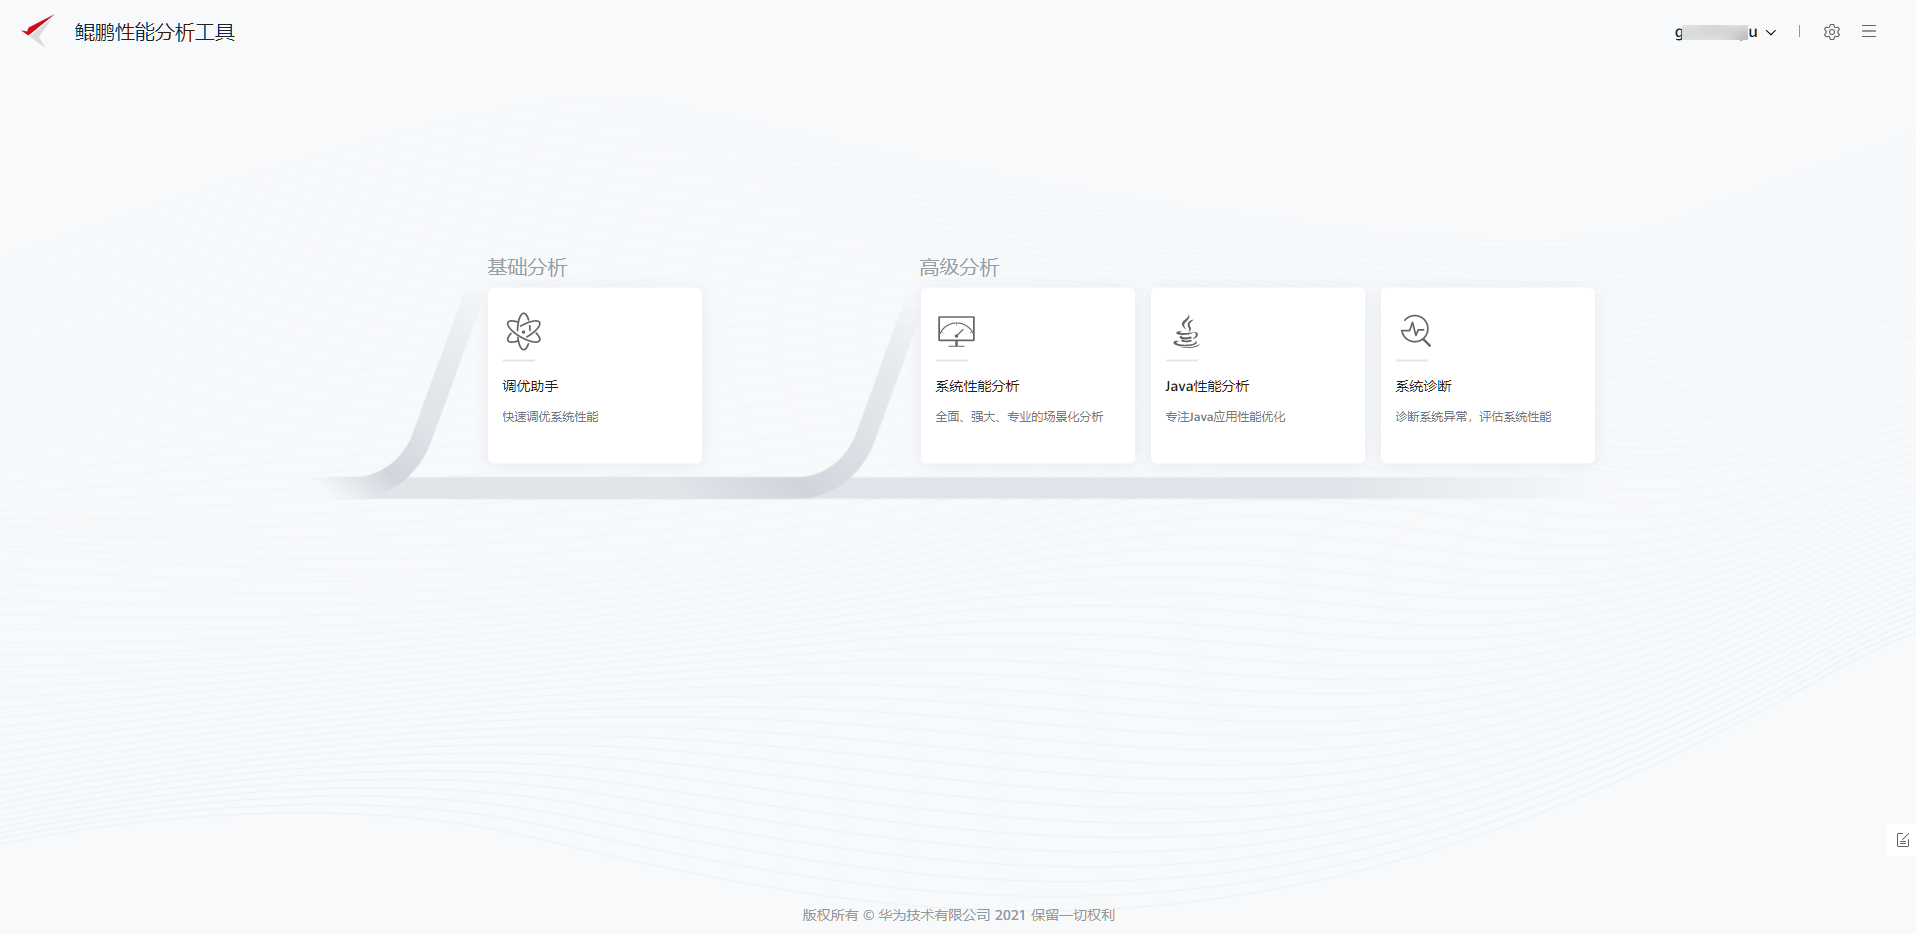 鲲鹏性能分析工具
g u
基础分析
高级分析
调优助手
快速调优系统性能
系统性能分析
全面、强大、专业的场景化分析
Java性能分析
专注Java应用性能优化
系统诊断
诊断系统异常，评估系统性能
版权所有 © 华为技术有限公司 2021 保留一切权利